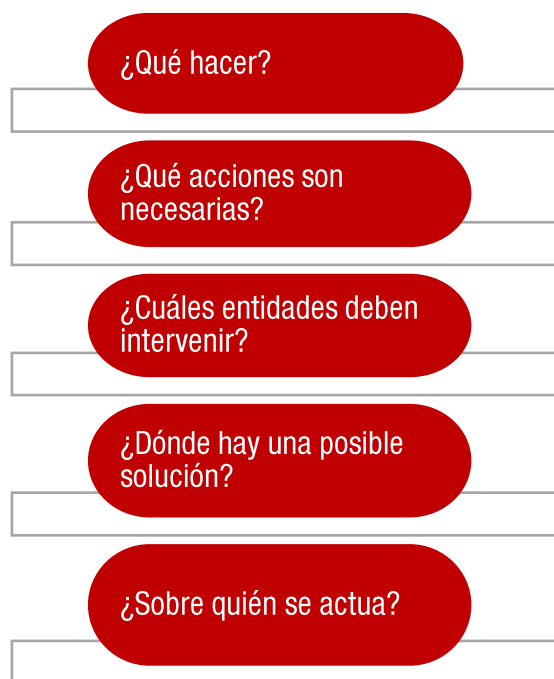 ¿Qué hacer?
¿Qué acciones son
necesarias?
¿Cuáles entidades deben
intervenir?
¿Dónde hay una posible
solución?
¿Sobre quién se actua?